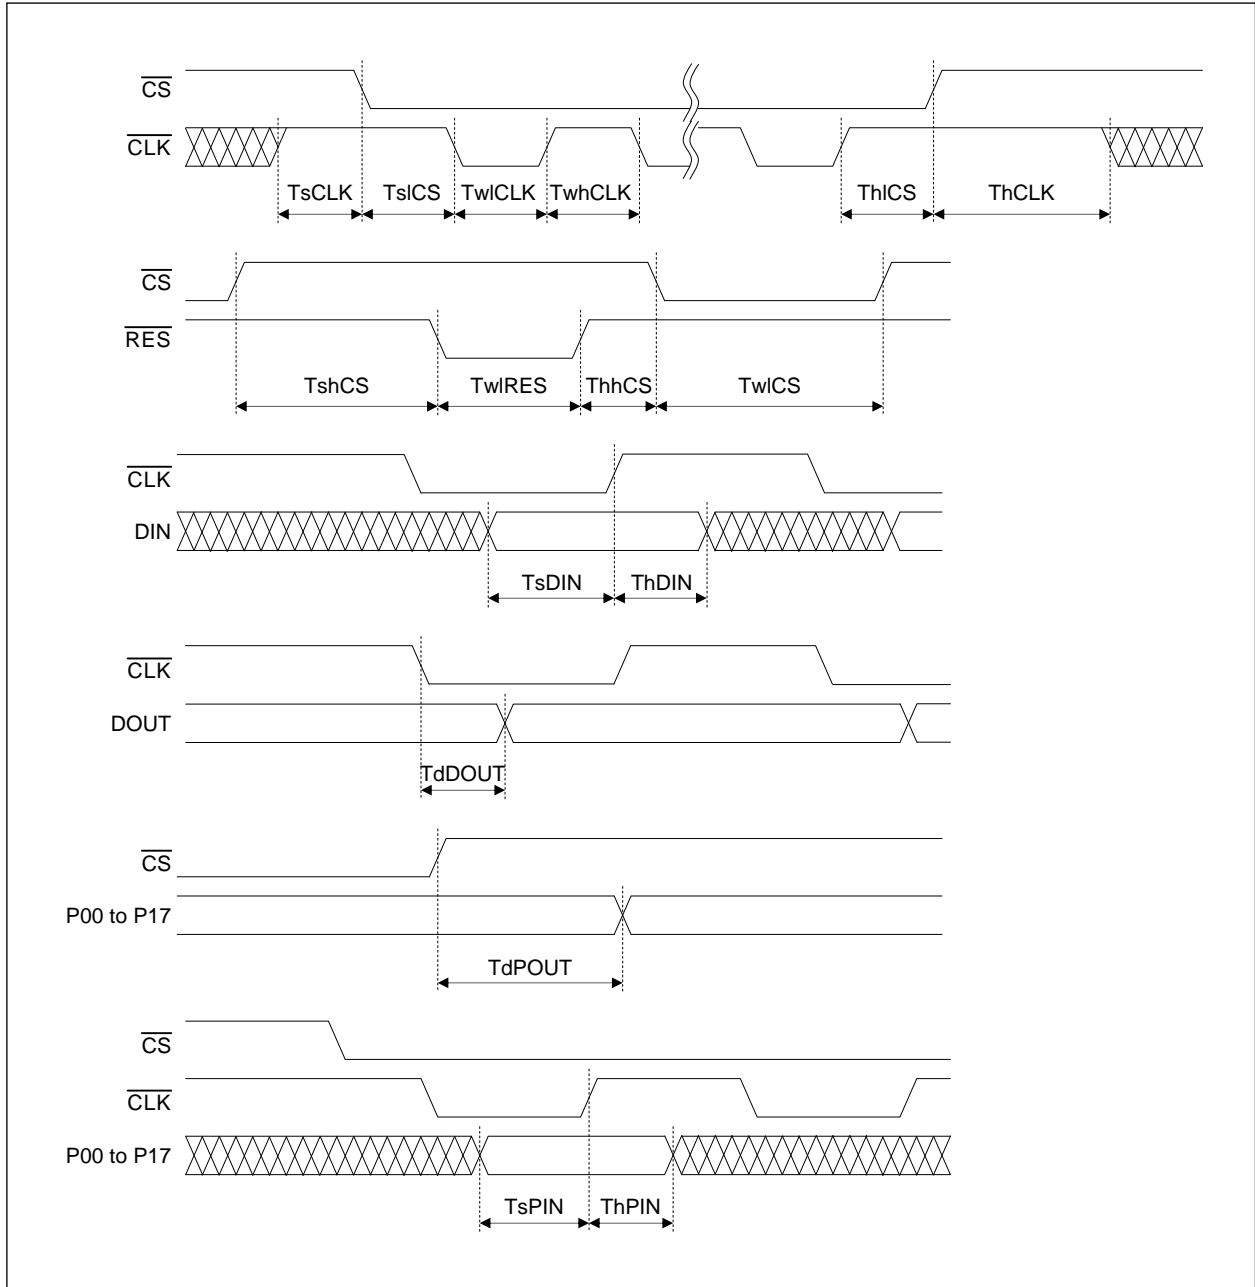 CS
CLK
TsCLK TslCS TwlCLK TwhCLK ThlCS ThCLK
CS
RES
TshCS TwlRES ThhCS TwlCS
CLK
DIN
TsDIN ThDIN
CLK
DOUT
TdDOUT
CS
P00 to P17
TdPOUT
CS
CLK
P00 to P17
TsPIN ThPIN